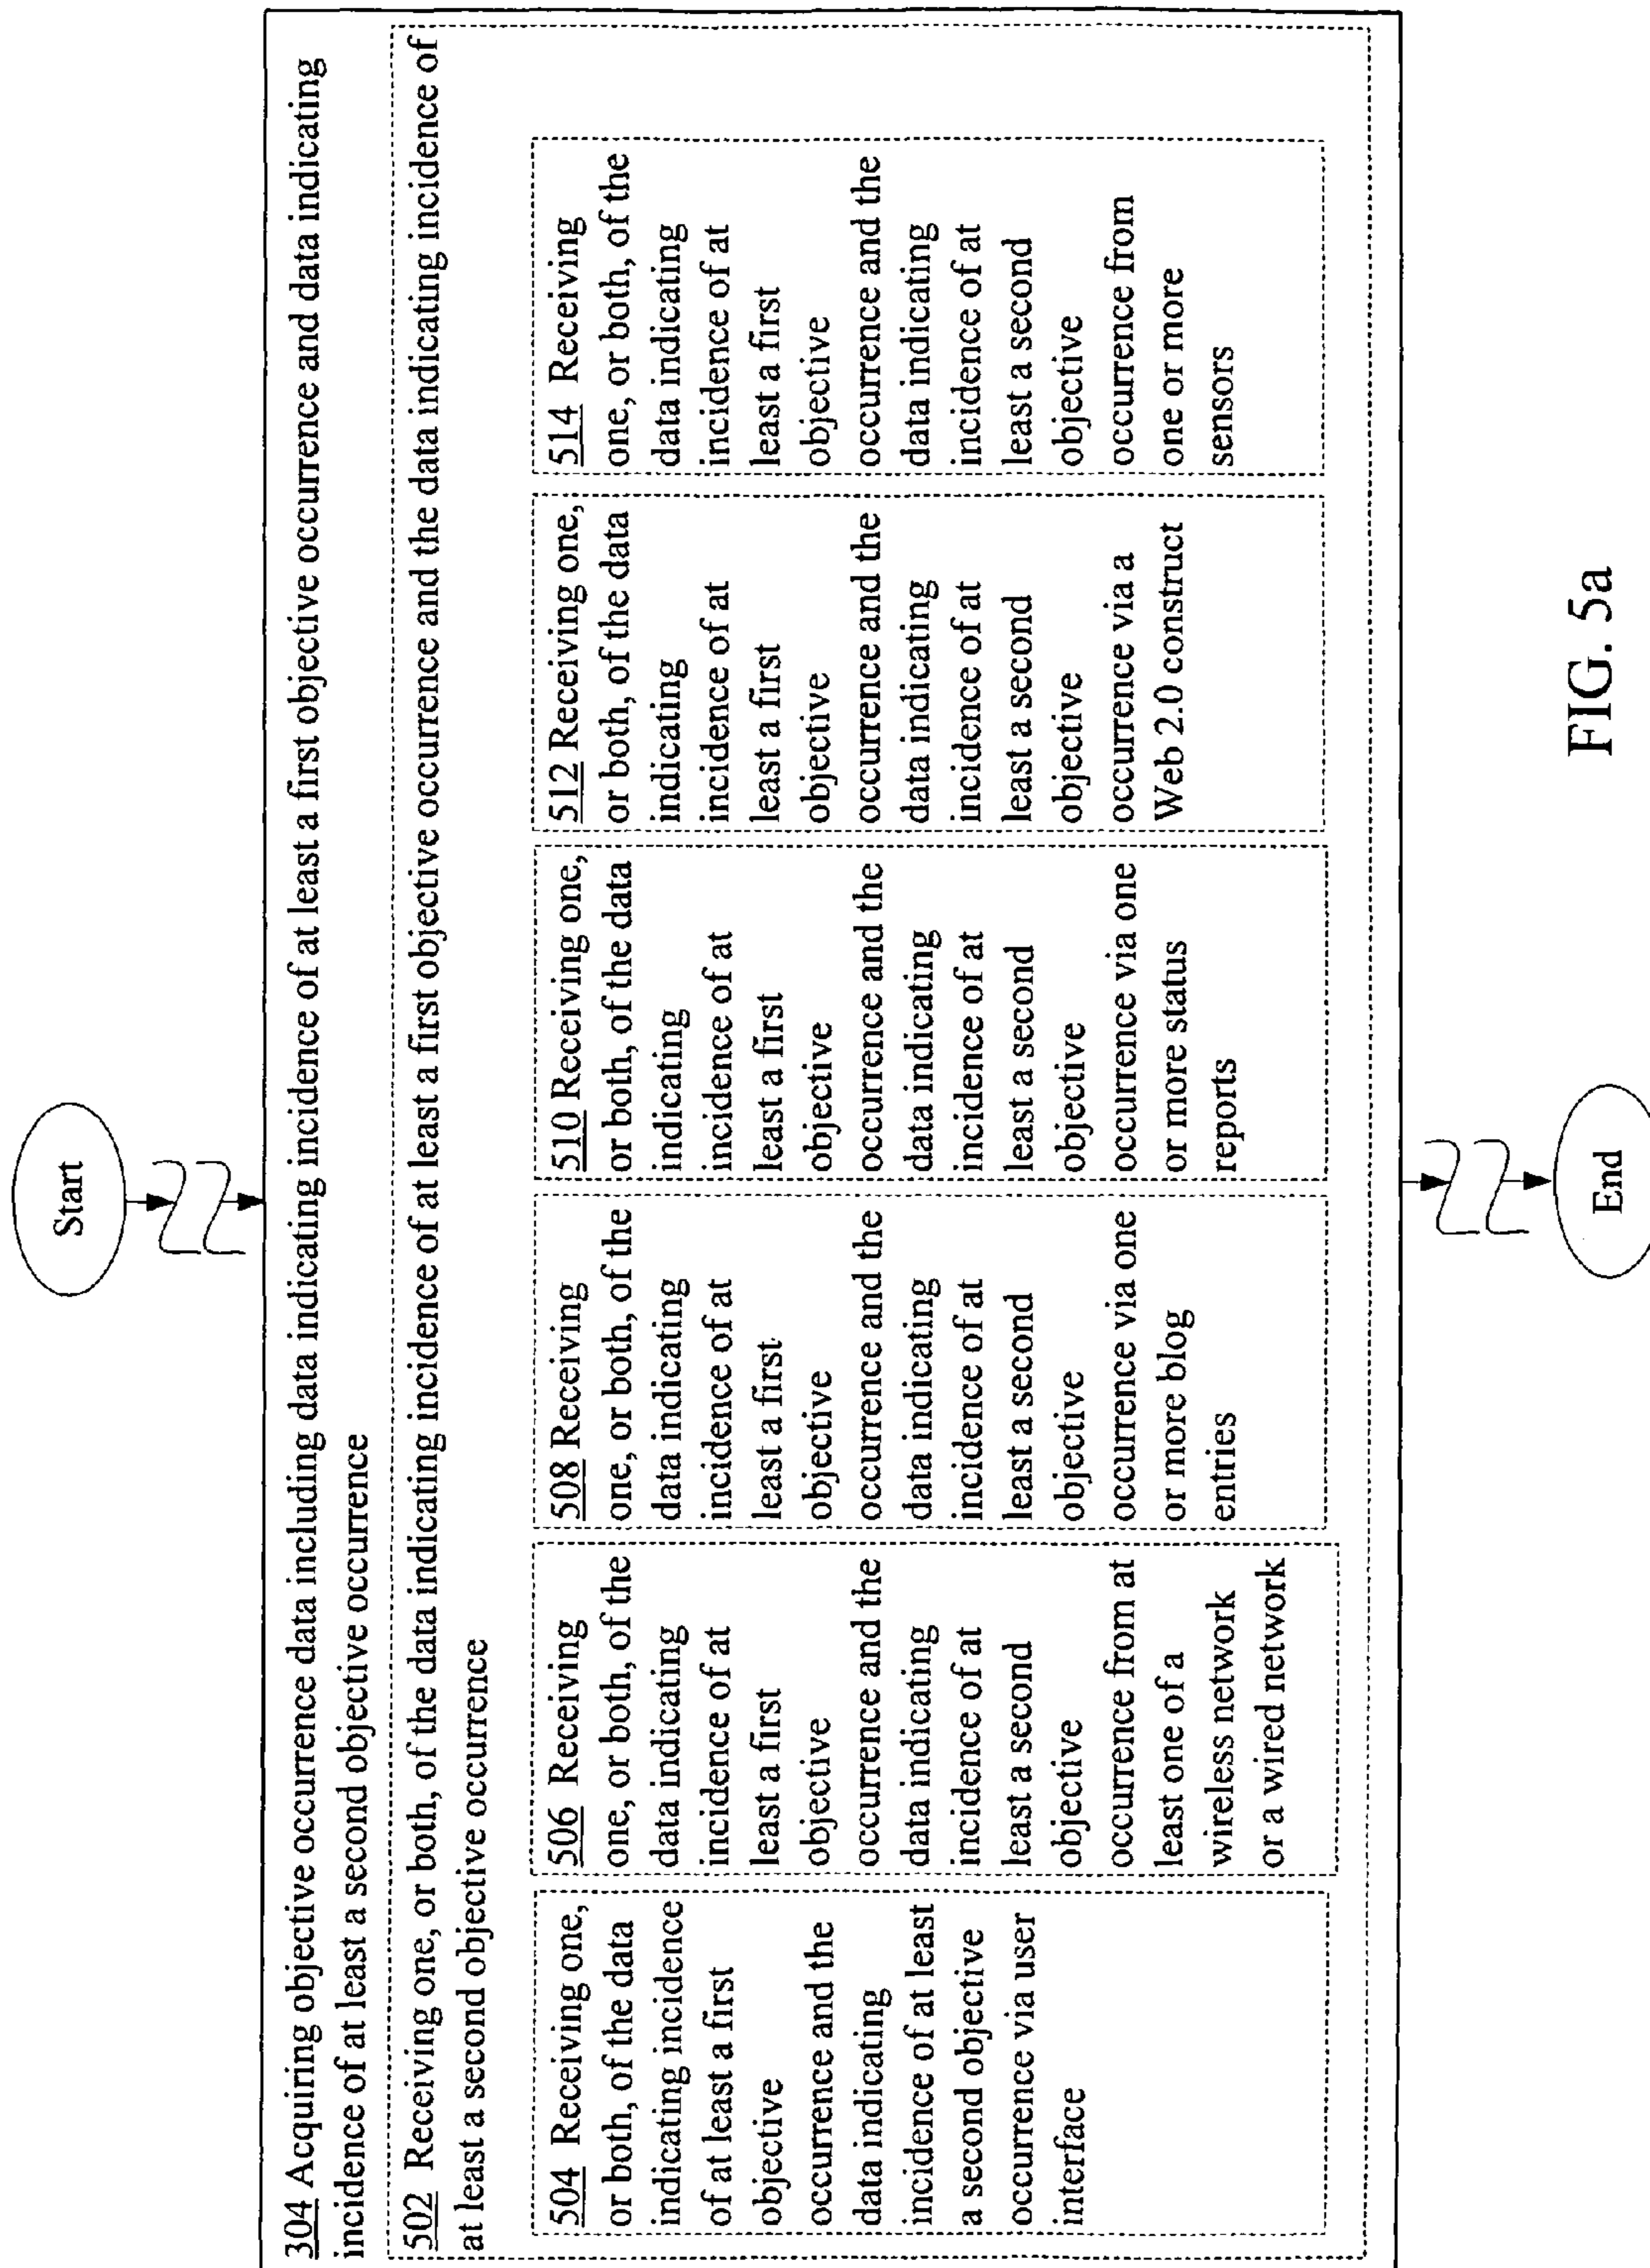 Start
304 Acquiring objective occurrence data including data indicating incidence of at least a first objective occurrence and data indicating
incidence of at least a second objective occurrence
502 Receiving one, or both, of the data indicating incidence of at least a first objective occurrence and the data indicating incidence of
at least a second objective occurrence
504 Receiving one,
or both, of the data
indicating incidence
of at least a first
objective
occurrence and the
data indicating
incidence of at least
a second objective
occurrence via user
interface
506 Receiving
one, or both, of the
data indicating
incidence of at
least a first
objective
occurrence and the
data indicating
incidence of at
least a second
objective
occurrence from at
least one of a
wireless network
or a wired network
508 Receiving
one, or both, of the
data indicating
incidence of at
least a first
objective
occurrence and the
data indicating
incidence of at
least a second
objective
occurrence via one
or more blog
entries
510 Receiving one,
or both, of the data
indicating
incidence of at
least a first
objective
occurrence and the
data indicating
incidence of at
least a second
objective
occurrence via one
or more status
reports
512 Receiving one,
or both, of the data
indicating
incidence of at
least a first
objective
occurrence and the
data indicating
incidence of at
least a second
objective
occurrence via a
Web 2.0 construct
514 Receiving
one, or both, of the
data indicating
incidence of at
least a first
objective
occurrence and the
data indicating
incidence of at
least a second
objective
occurrence from
one or more
sensors
End
FIG. 5a